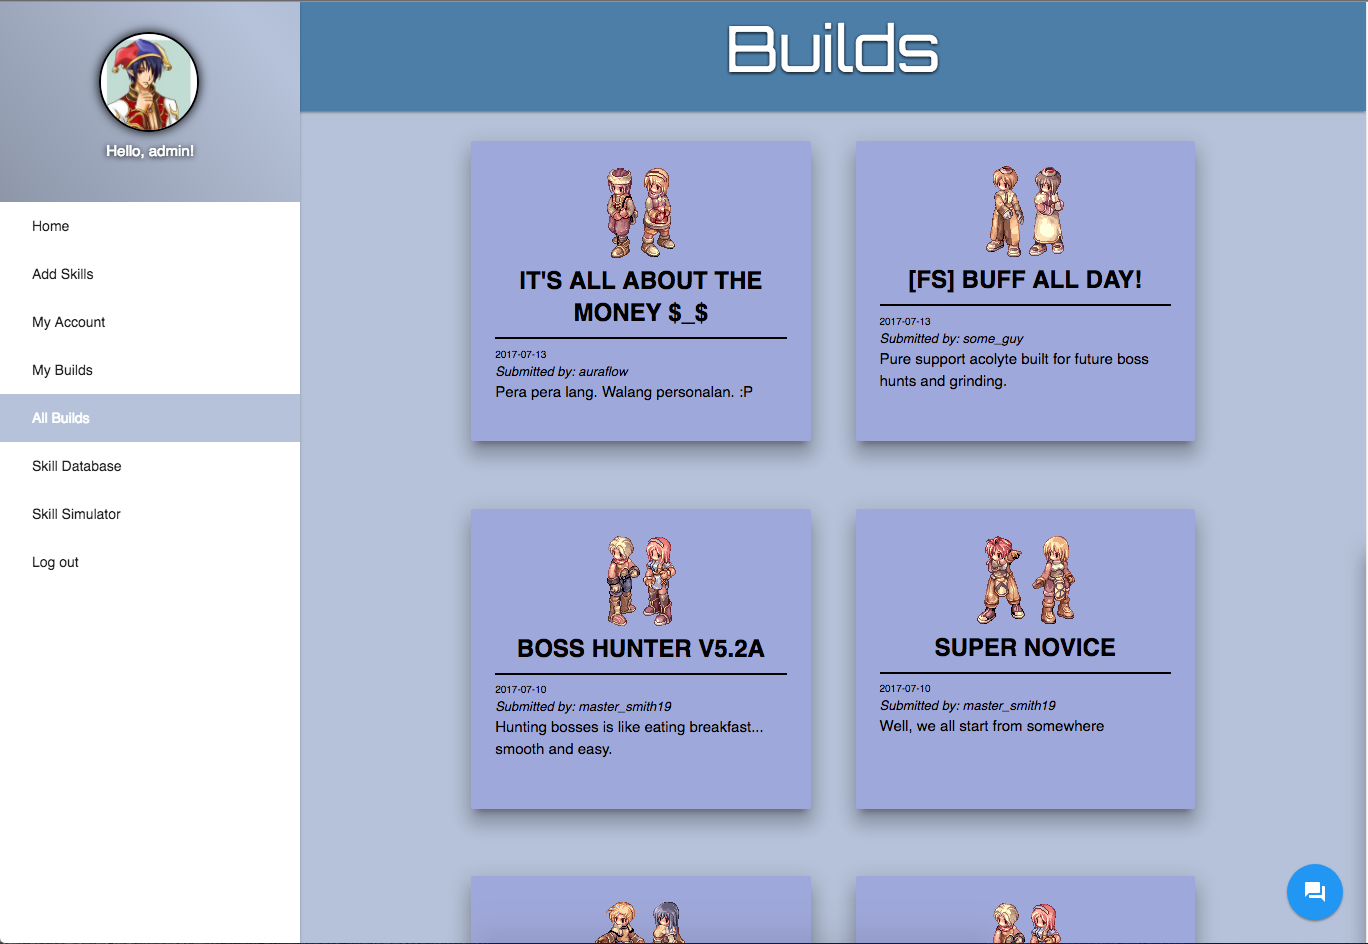 Hello, admin!
Home
Add Skills
My Account
My Builds
All Builds
Skill Database
Skill Simulator
Log out
Builds
IT'S ALL ABOUT THE
MONEY $_$
2017-07-13
Submitted by: auraflow
Pera pera lang. Walang personalan. :P
[FS] BUFF ALL DAY!
2017-07-13
Submitted by: some_guy
Pure support acolyte built for future boss
hunts and grinding.
BOSS HUNTER V5.2A
2017-07-10
Submitted by: master_smith19
Hunting bosses is like eating breakfast...
smooth and easy.
SUPER NOVICE
2017-07-10
Submitted by: master_smith19
Well, we all start from somewhere